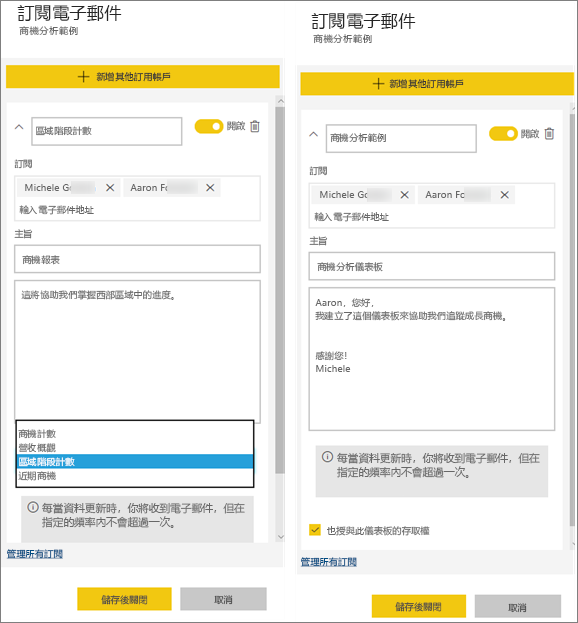 訂閱電子郵件
商機分析範例
新增其他訂用帳戶
區域階段計數
開啟
訂閱
Michele G
Aaron Fo
輸入電子郵件地址
主旨
商機報表
這將協助我們掌握西部區域中的進度。
商機計數
營收概觀
區域階段計數
近期商機
每當資料更新時，你將收到電子郵件，但在
指定的頻率內不會超過一次。
管理所有訂閱
儲存後關閉
取消
訂閱電子郵件
商機分析範例
新增其他訂用帳戶
商機分析範例
開啟
訂閱
Michele G
Aaron Fo
輸入電子郵件地址
主旨
商機分析儀表板
Aaron，您好，
我建立了這個儀表板來協助我們追蹤成長商機。
感謝您!
Michele
每當資料更新時，你將收到電子郵件，但在
指定的頻率內不會超過一次。
也授與此儀表板的存取權
管理所有訂閱
儲存後關閉
取消